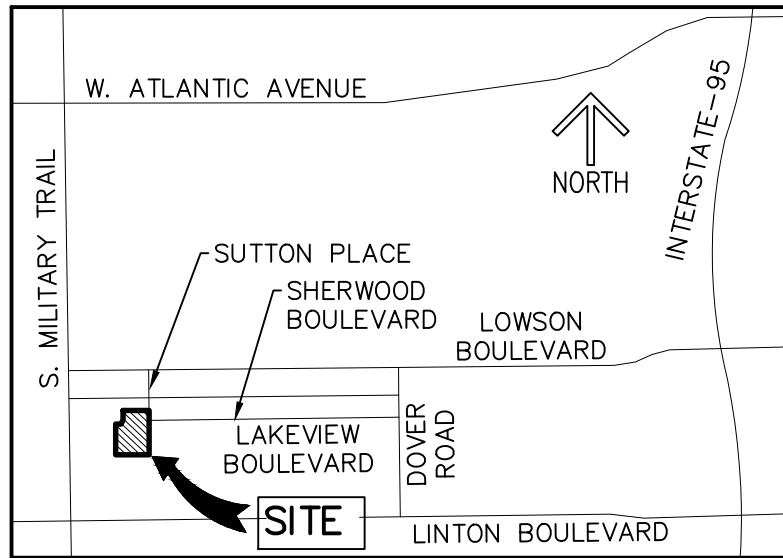 W. ATLANTIC AVENUE
NORTH
INTERSTATE-95
S. MILITARY TRAIL
SUTTON PLACE
SHERWOOD
BOULEVARD
LOWSON
BOULEVARD
LAKEVIEW
BOULEVARD
DOVER
ROAD
SITE
LINTON BOULEVARD